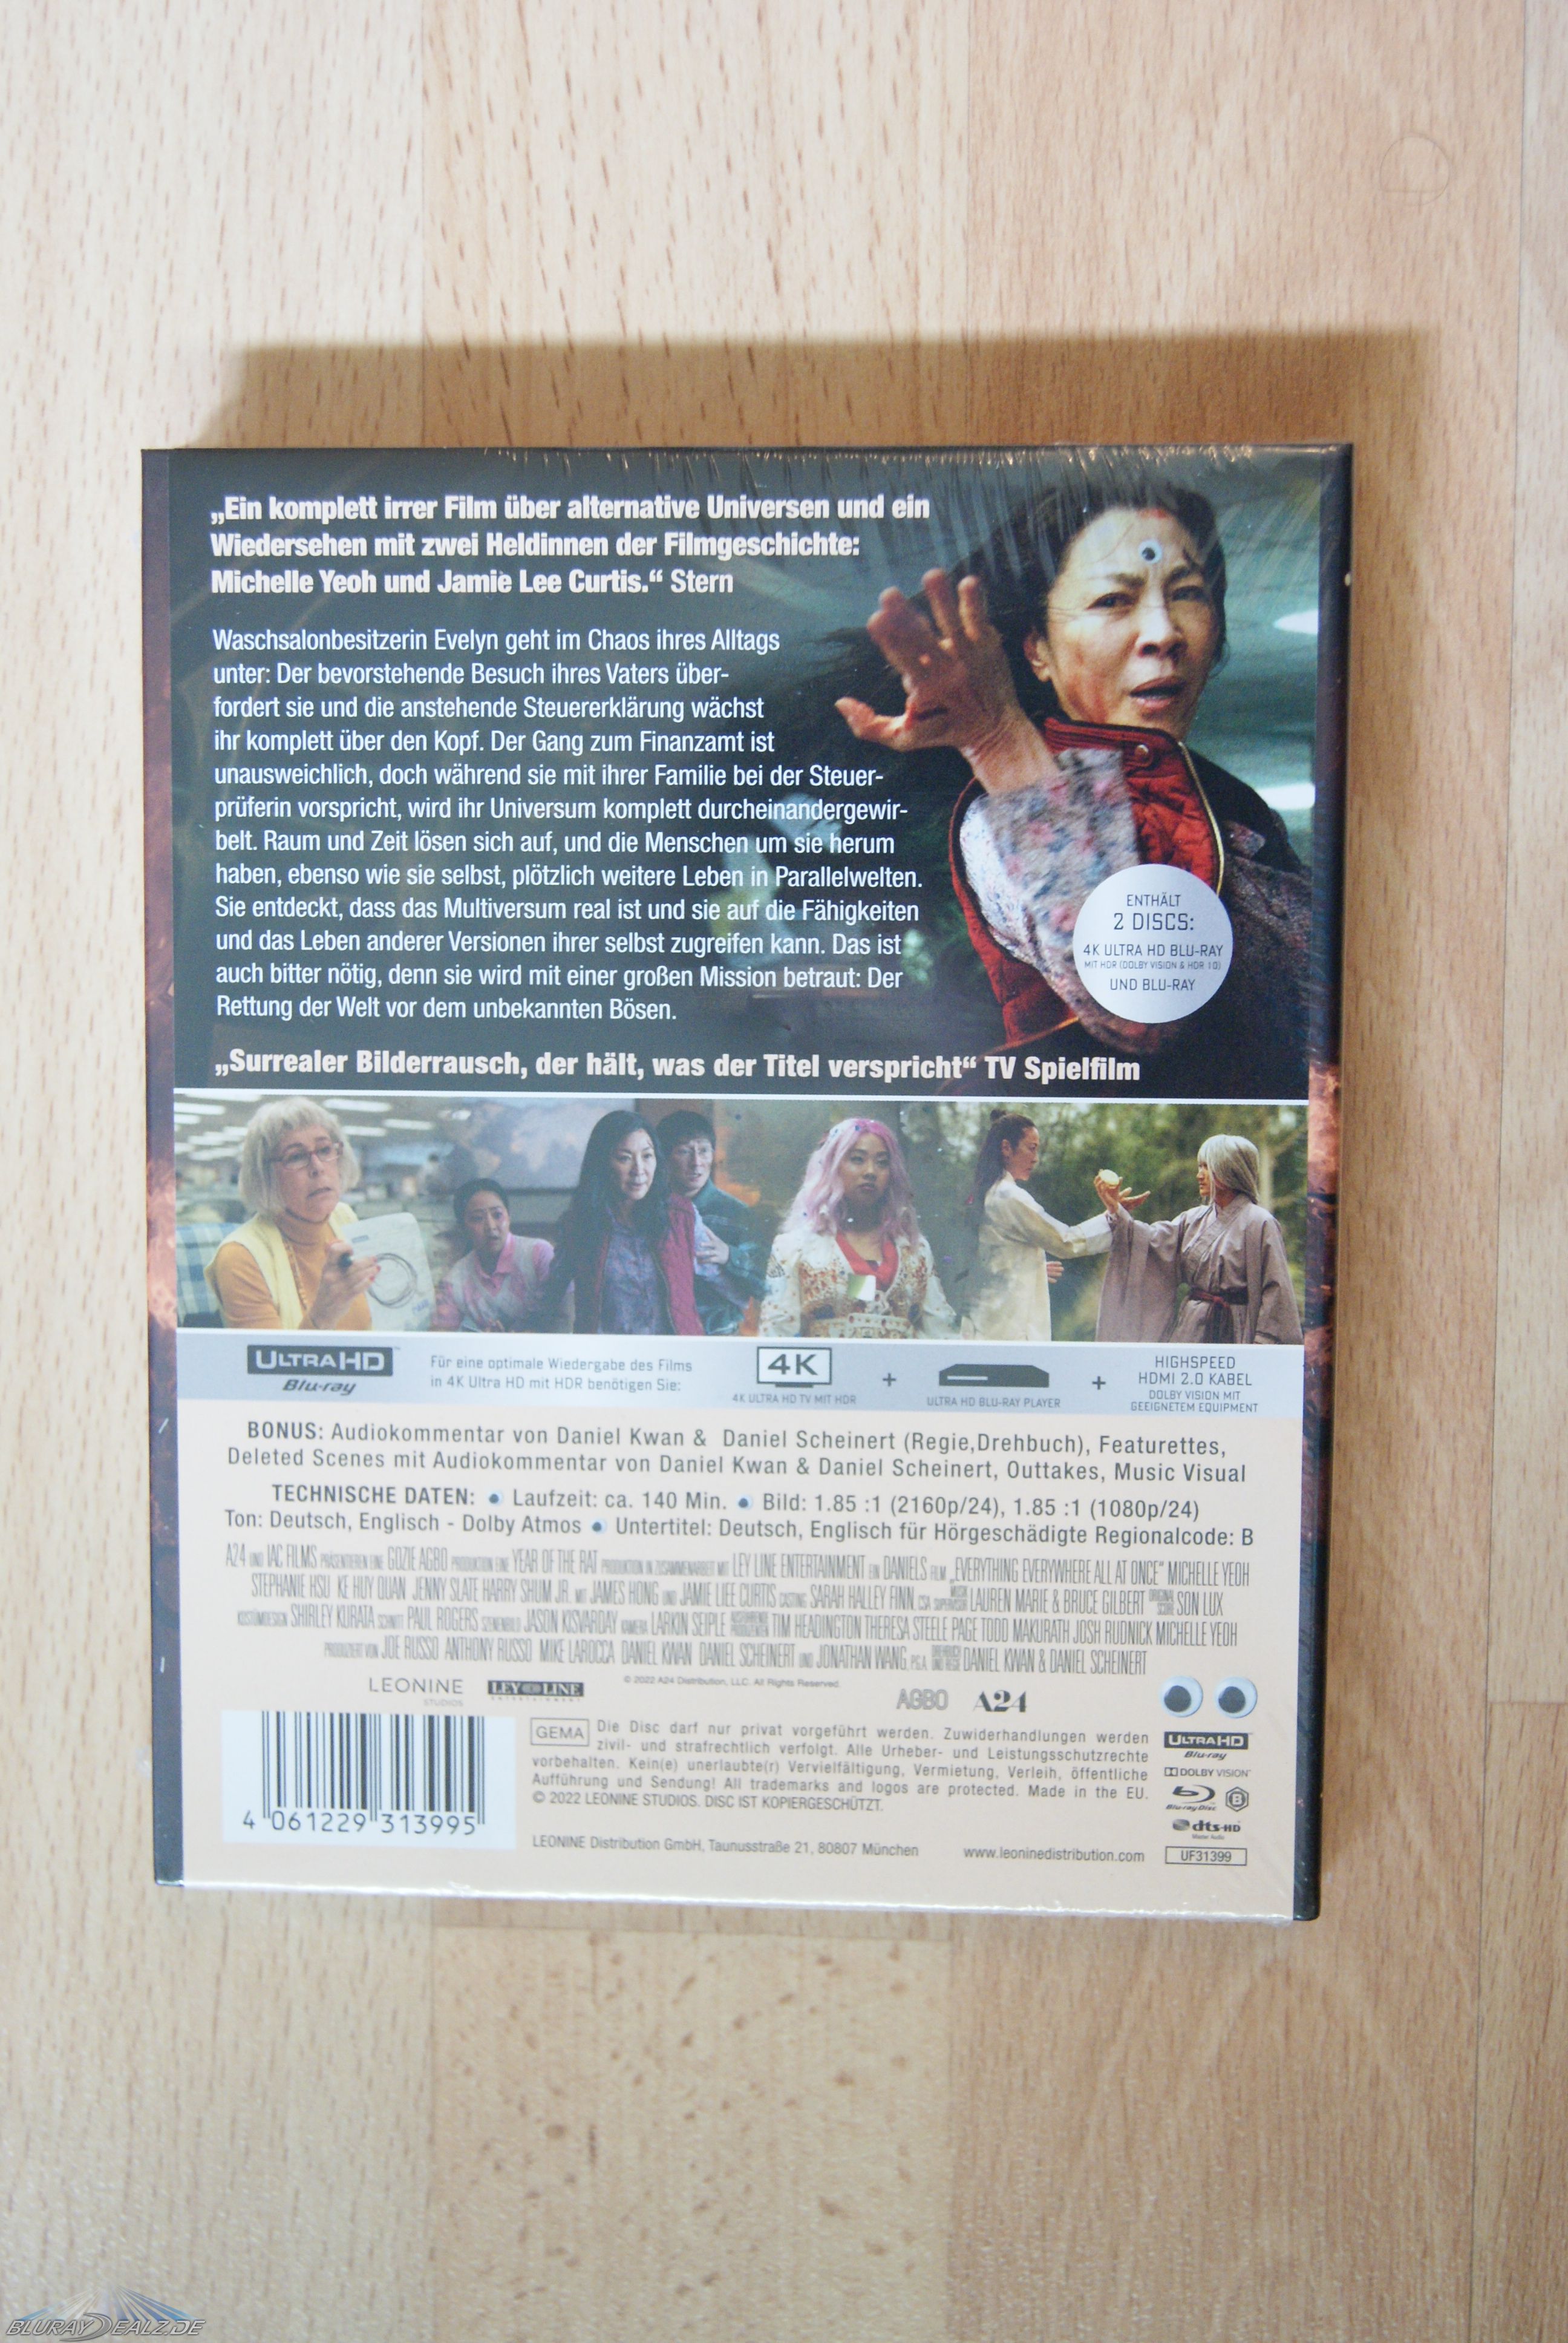 „Ein komplett irrer Film über alternative Universen und ein
Wiedersehen mit zwei Heldinnen der Filmgeschichte:
Michelle Yeoh und Jamie Lee Curtis.“ Stern
Waschsalonbesitzerin Evelyn geht im Chaos ihres Alltags
unter: Der bevorstehende Besuch ihres Vaters über-
fordert sie und die anstehende Steuererklärung wächst
ihr komplett über den Kopf. Der Gang zum Finanzamt ist
unausweichlich, doch während sie mit ihrer Familie bei der Steuer-
prüferin vorspricht, wird ihr Universum komplett durcheinandergewir-
belt. Raum und Zeit lösen sich auf, und die Menschen um sie herum
haben, ebenso wie sie selbst, plötzlich weitere Leben in Parallelwelten.
Sie entdeckt, dass das Multiversum real ist und sie auf die Fähigkeiten
und das Leben anderer Versionen ihrer selbst zugreifen kann. Das ist
auch bitter nötig, denn sie wird mit einer großen Mission betraut: Der
Rettung der Welt vor dem unbekannten Bösen.
ENTHÄLT
2 DISCS:
4K ULTRA HD BLU-RAY
MIT HDR (DOLBY VISION & HDR 10)
UND BLU-RAY
„Surrealer Bilderrausch, der hält, was der Titel verspricht“ TV Spielfilm
ULTRA HD
Blu-ray
Für eine optimale Wiedergabe des Films
in 4K Ultra HD mit HDR benötigen Sie:
4K
4K ULTRA HD TV MIT HDR
+
ULTRA HD BLU-RAY PLAYER
+
HIGHSPEED
HDMI 2.0 KABEL
DOLBY VISION MIT
GEEIGNETEM EQUIPMENT
BONUS: Audiokommentar von Daniel Kwan & Daniel Scheinert (Regie,Drehbuch), Featurettes,
Deleted Scenes mit Audiokommentar von Daniel Kwan & Daniel Scheinert, Outtakes, Music Visual
TECHNISCHE DATEN: • Laufzeit: ca. 140 Min. • Bild: 1.85 :1 (2160p/24), 1.85 :1 (1080p/24)
Ton: Deutsch, Englisch - Dolby Atmos • Untertitel: Deutsch, Englisch für Hörgeschädigte Regionalcode: B
A24 UND IAC FILMS PRÄSENTIEREN EINE GOZIE AGBO PRODUKTION EINE YEAR OF THE RAT PRODUKTION IN ZUSAMMENARBEIT MIT LEY LINE ENTERTAINMENT EIN DANIELS FILM „EVERYTHING EVERYWHERE ALL AT ONCE“ MICHELLE YEOH
STEPHANIE HSU KE HUY QUAN JENNY SLATE HARRY SHUM JR. MIT JAMES HONG UND JAMIE LEE CURTIS CASTING SARAH HALLEY FINN, CSA MUSIK SUPERVISOR LAUREN MARIE & BRUCE GILBERT ORIGINAL SCORE SON LUX
KOSTÜMDESIGN SHIRLEY KURATA SCHNITT PAUL ROGERS SZENENBILD JASON KISVARDAY KAMERA LARKIN SEIPLE AUSFÜHRENDE PRODUZENTEN TIM HEADINGTON THERESA STEELE PAGE TODD MAKURATH JOSH RUDNICK MICHELLE YEOH
PRODUZIERT VON JOE RUSSO ANTHONY RUSSO MIKE LAROCCA DANIEL KWAN DANIEL SCHEINERT UND JONATHAN WANG, P.G.A. DREHBUCH UND REGIE DANIEL KWAN & DANIEL SCHEINERT
LEONINE
STUDIOS
LEY LINE
ENTERTAINMENT
© 2022 A24 Distribution, LLC. All Rights Reserved.
AGBO
A24
GEMA
Die Disc darf nur privat vorgeführt werden. Zuwiderhandlungen werden
zivil- und strafrechtlich verfolgt. Alle Urheber- und Leistungsschutzrechte
vorbehalten. Kein(e) unerlaubte(r) Vervielfältigung, Vermietung, Verleih, öffentliche
Aufführung und Sendung! All trademarks and logos are protected. Made in the EU.
© 2022 LEONINE STUDIOS. DISC IST KOPIERGESCHÜTZT.
4 061229 313995
LEONINE Distribution GmbH, Taunusstraße 21, 80807 München
www.leoninedistribution.com
ULTRA HD
Blu-ray
DOLBY VISION
Blu-ray Disc
B
dts-HD
Master Audio
UF31399
BLURAYDEALZ.DE